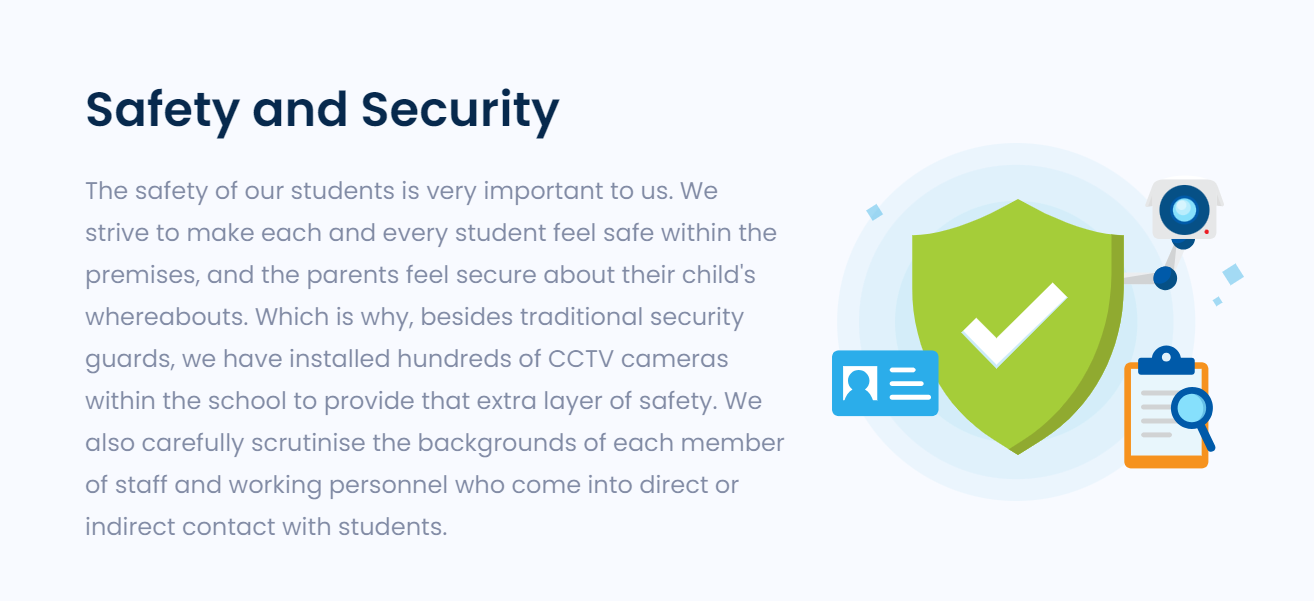 Safety and Security
The safety of our students is very important to us. We
strive to make each and every student feel safe within the
premises, and the parents feel secure about their child's
whereabouts. Which is why, besides traditional security
guards, we have installed hundreds of CCTV cameras
within the school to provide that extra layer of safety. We
also carefully scrutinise the backgrounds of each member
of staff and working personnel who come into direct or
indirect contact with students.